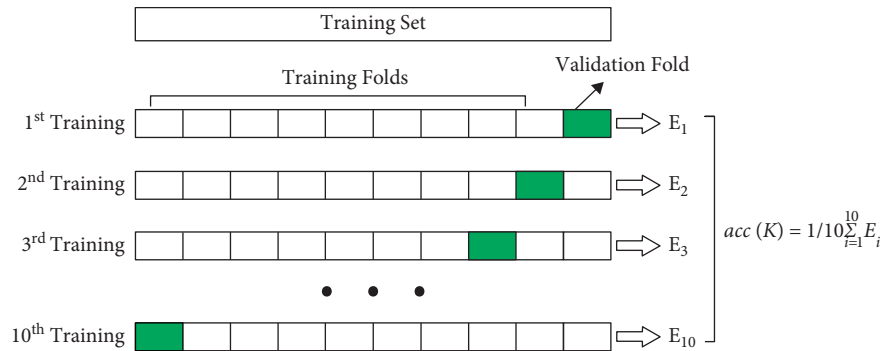 Training Set
Training Folds
Validation Fold
1st Training
E1
2nd Training
E2
3rd Training
E3
10th Training
E10
acc (K) = 1/10 10∑i=1 Ei